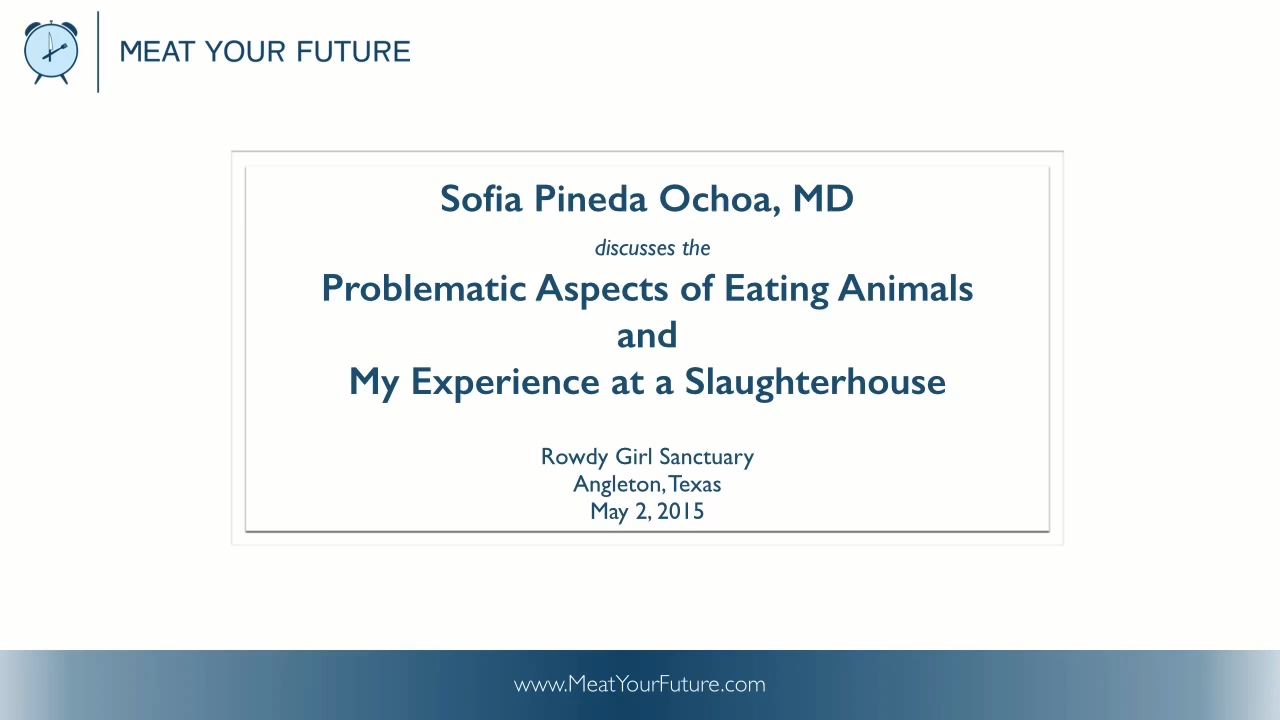 MEAT YOUR FUTURE
Sofia Pineda Ochoa, MD
discusses the
Problematic Aspects of Eating Animals
and
My Experience at a Slaughterhouse
Rowdy Girl Sanctuary
Angleton, Texas
May 2, 2015
www.MeatYourFuture.com